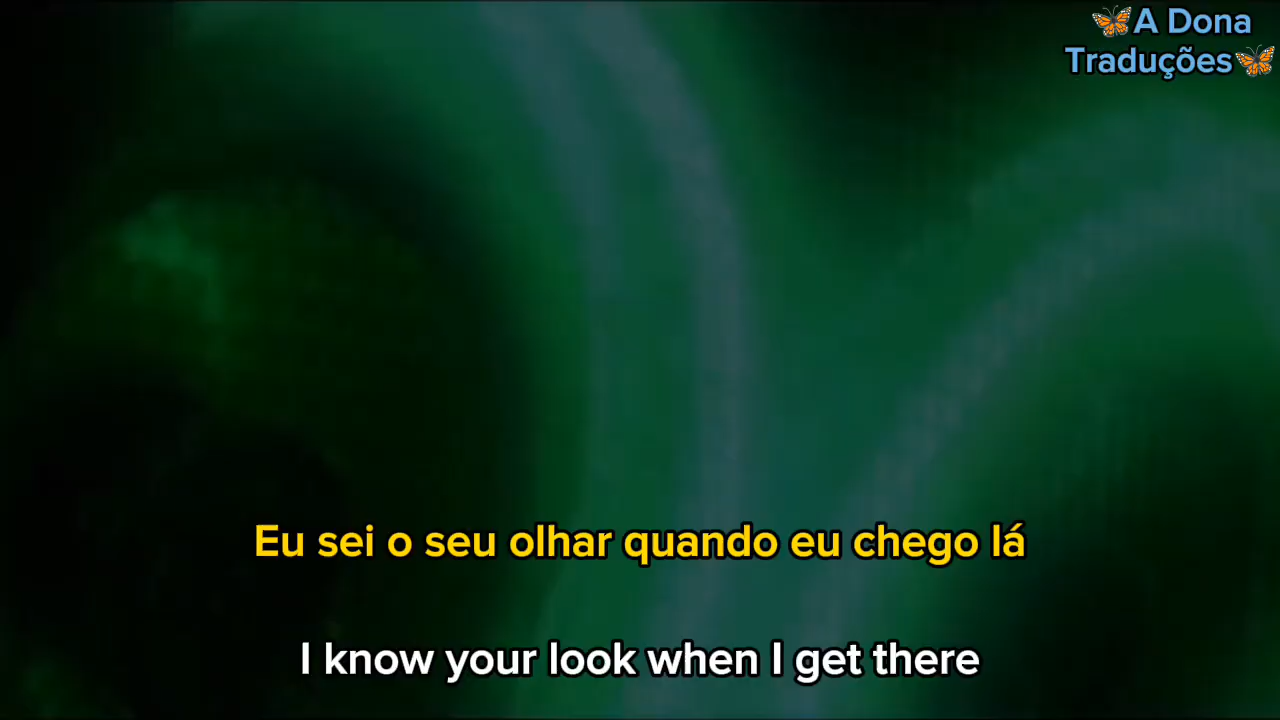 🦋A Dona
Traduções🦋
Eu sei o seu olhar quando eu chego lá
I know your look when I get there